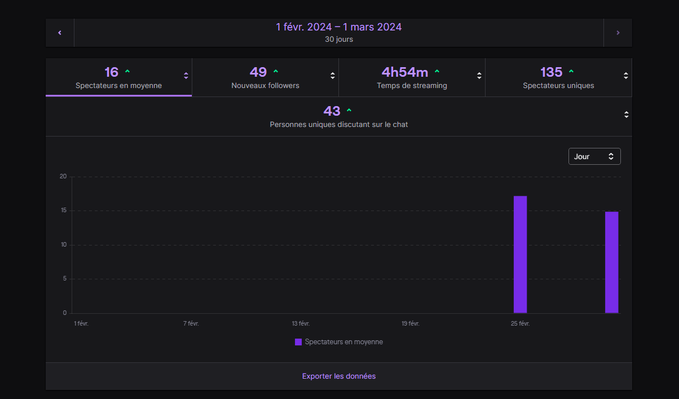 1 févr. 2024 – 1 mars 2024
30 jours
16
Spectateurs en moyenne
49
Nouveaux followers
4h54m
Temps de streaming
135
Spectateurs uniques
43
Personnes uniques discutant sur le chat
Jour
20
15
10
5
0
1 févr.
7 févr.
13 févr.
19 févr.
25 févr.
Spectateurs en moyenne
Exporter les données